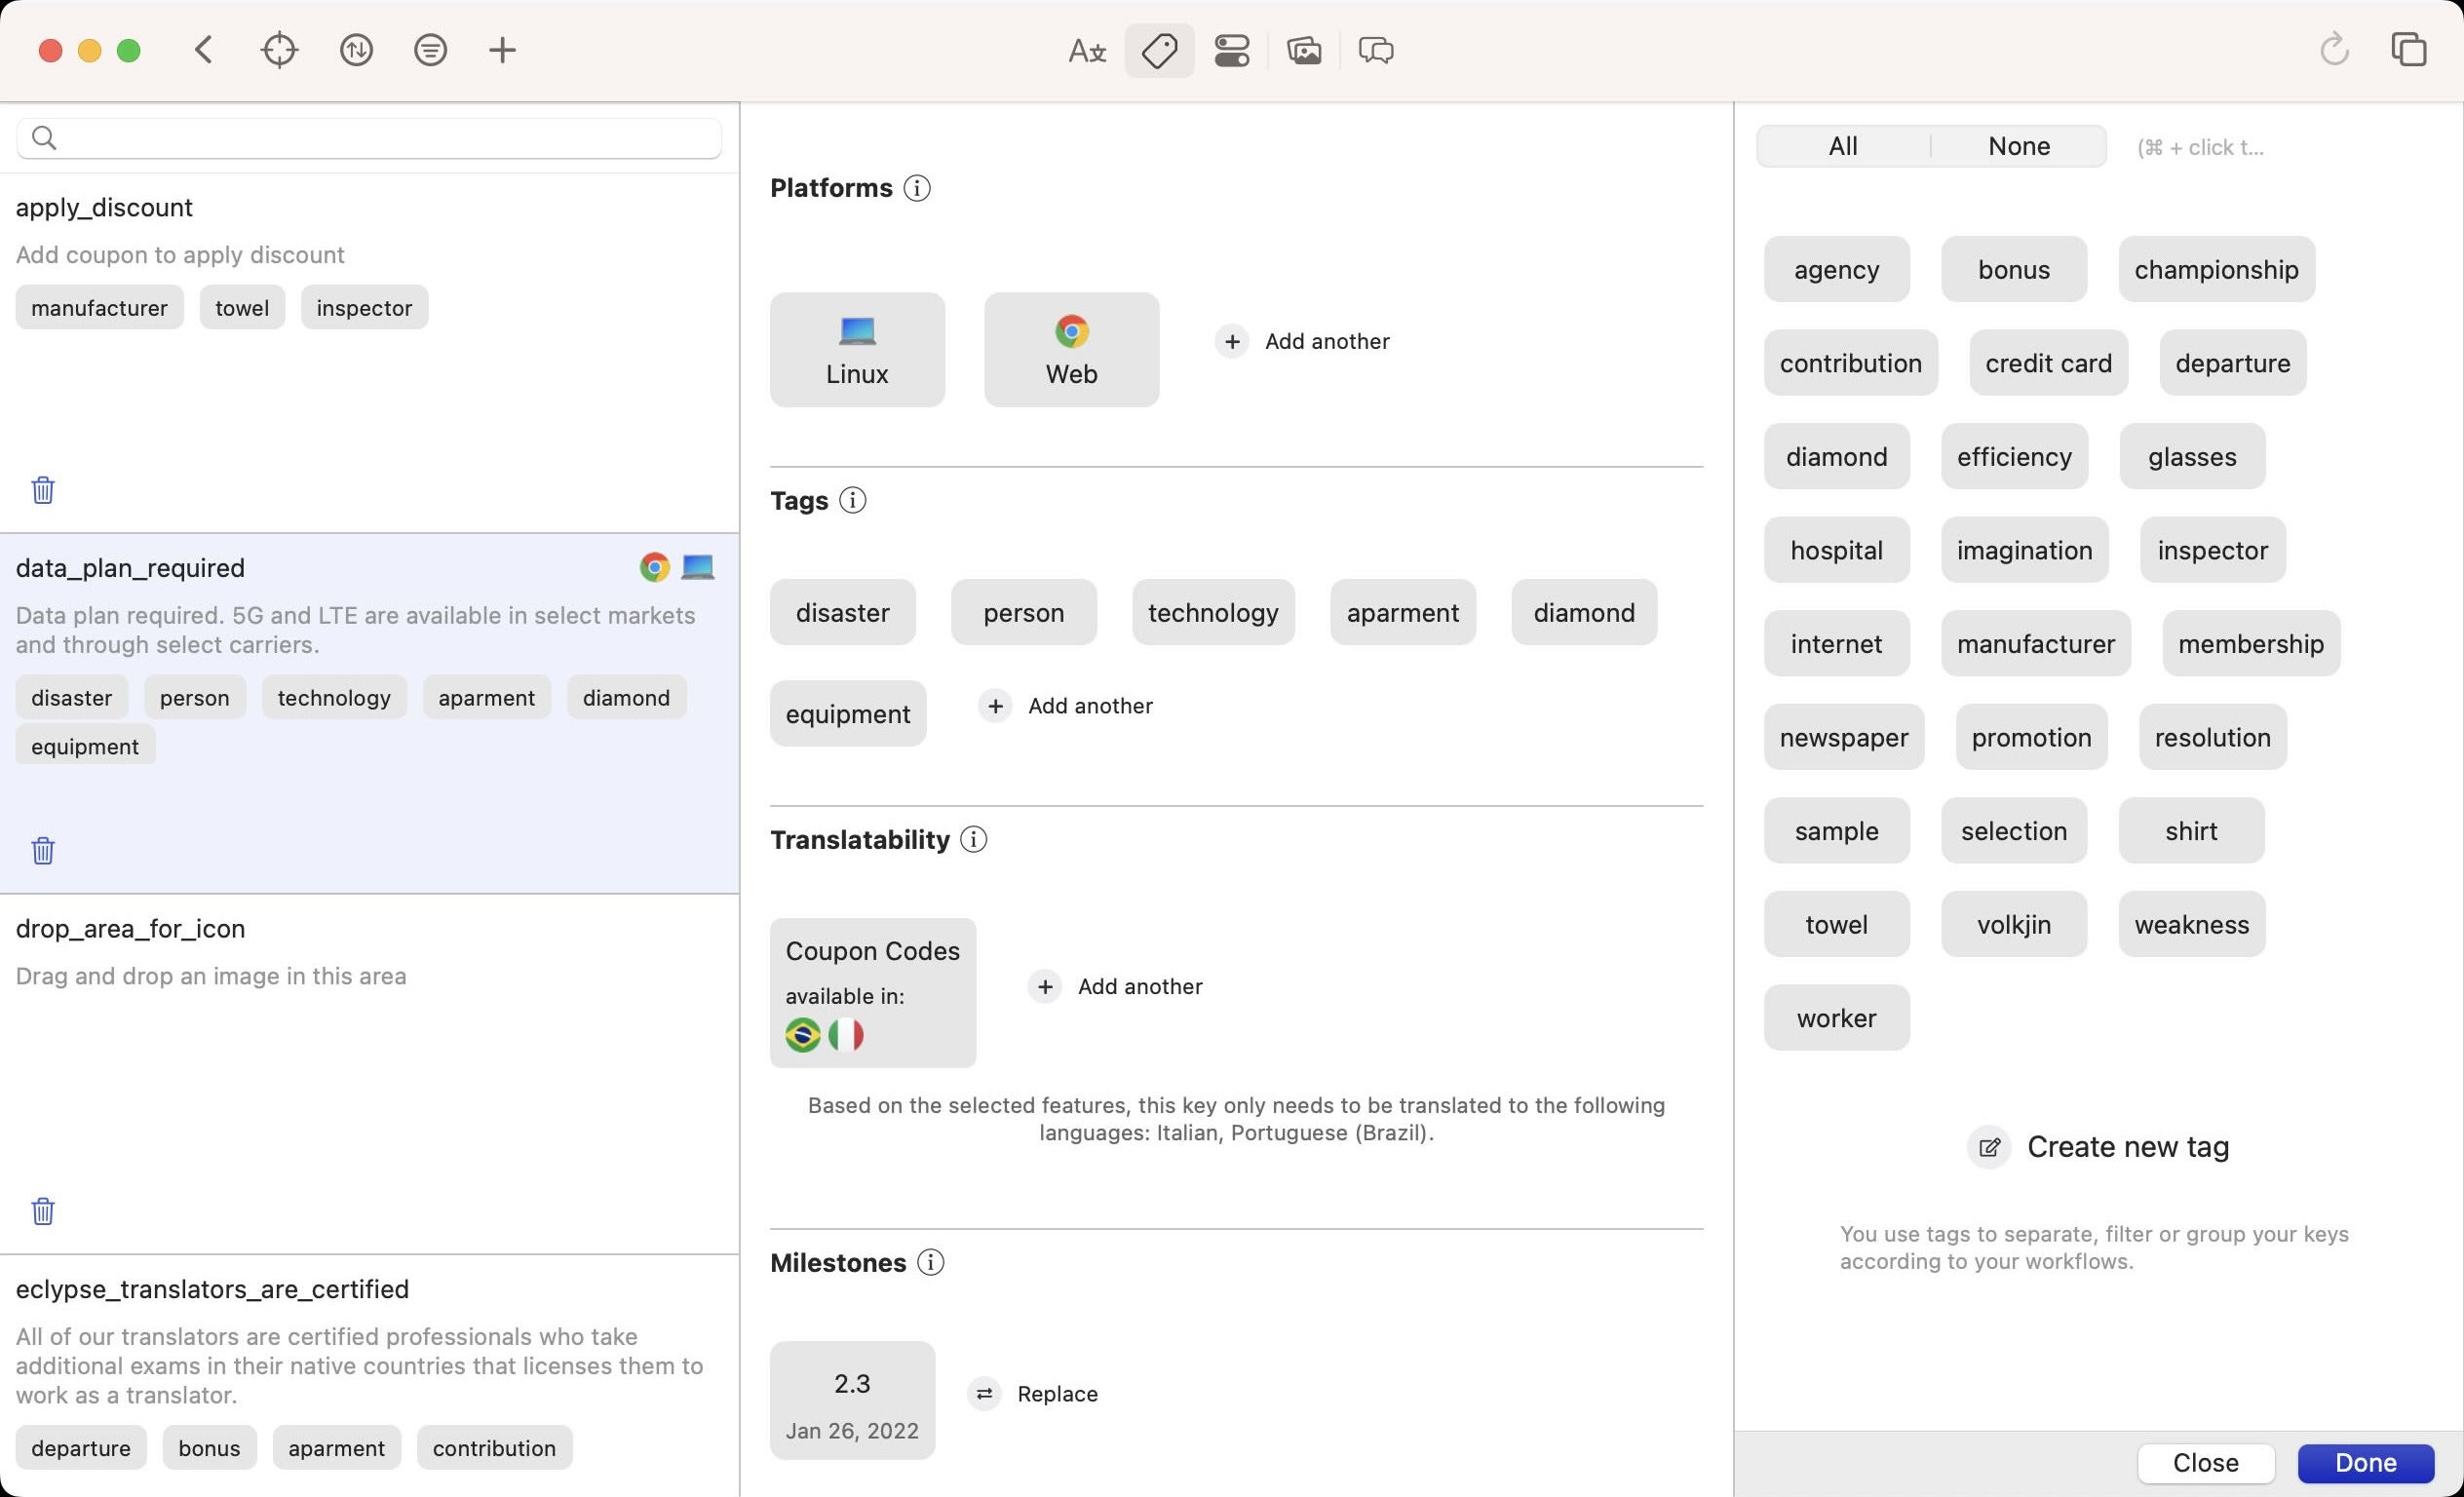 All None (⌘ + click t...
apply_discount
Add coupon to apply discount
manufacturer towel inspector
data_plan_required
Data plan required. 5G and LTE are available in select markets
and through select carriers.
disaster person technology aparment diamond
equipment
drop_area_for_icon
Drag and drop an image in this area
eclypse_translators_are_certified
All of our translators are certified professionals who take
additional exams in their native countries that licenses them to
work as a translator.
departure bonus aparment contribution
Platforms
Linux Web + Add another
Tags
disaster person technology aparment diamond
equipment + Add another
Translatability
Coupon Codes
available in:
+ Add another
Based on the selected features, this key only needs to be translated to the following
languages: Italian, Portuguese (Brazil).
Milestones
2.3
Jan 26, 2022
Replace
agency bonus championship
contribution credit card departure
diamond efficiency glasses
hospital imagination inspector
internet manufacturer membership
newspaper promotion resolution
sample selection shirt
towel volkjin weakness
worker
Create new tag
You use tags to separate, filter or group your keys
according to your workflows.
Close Done